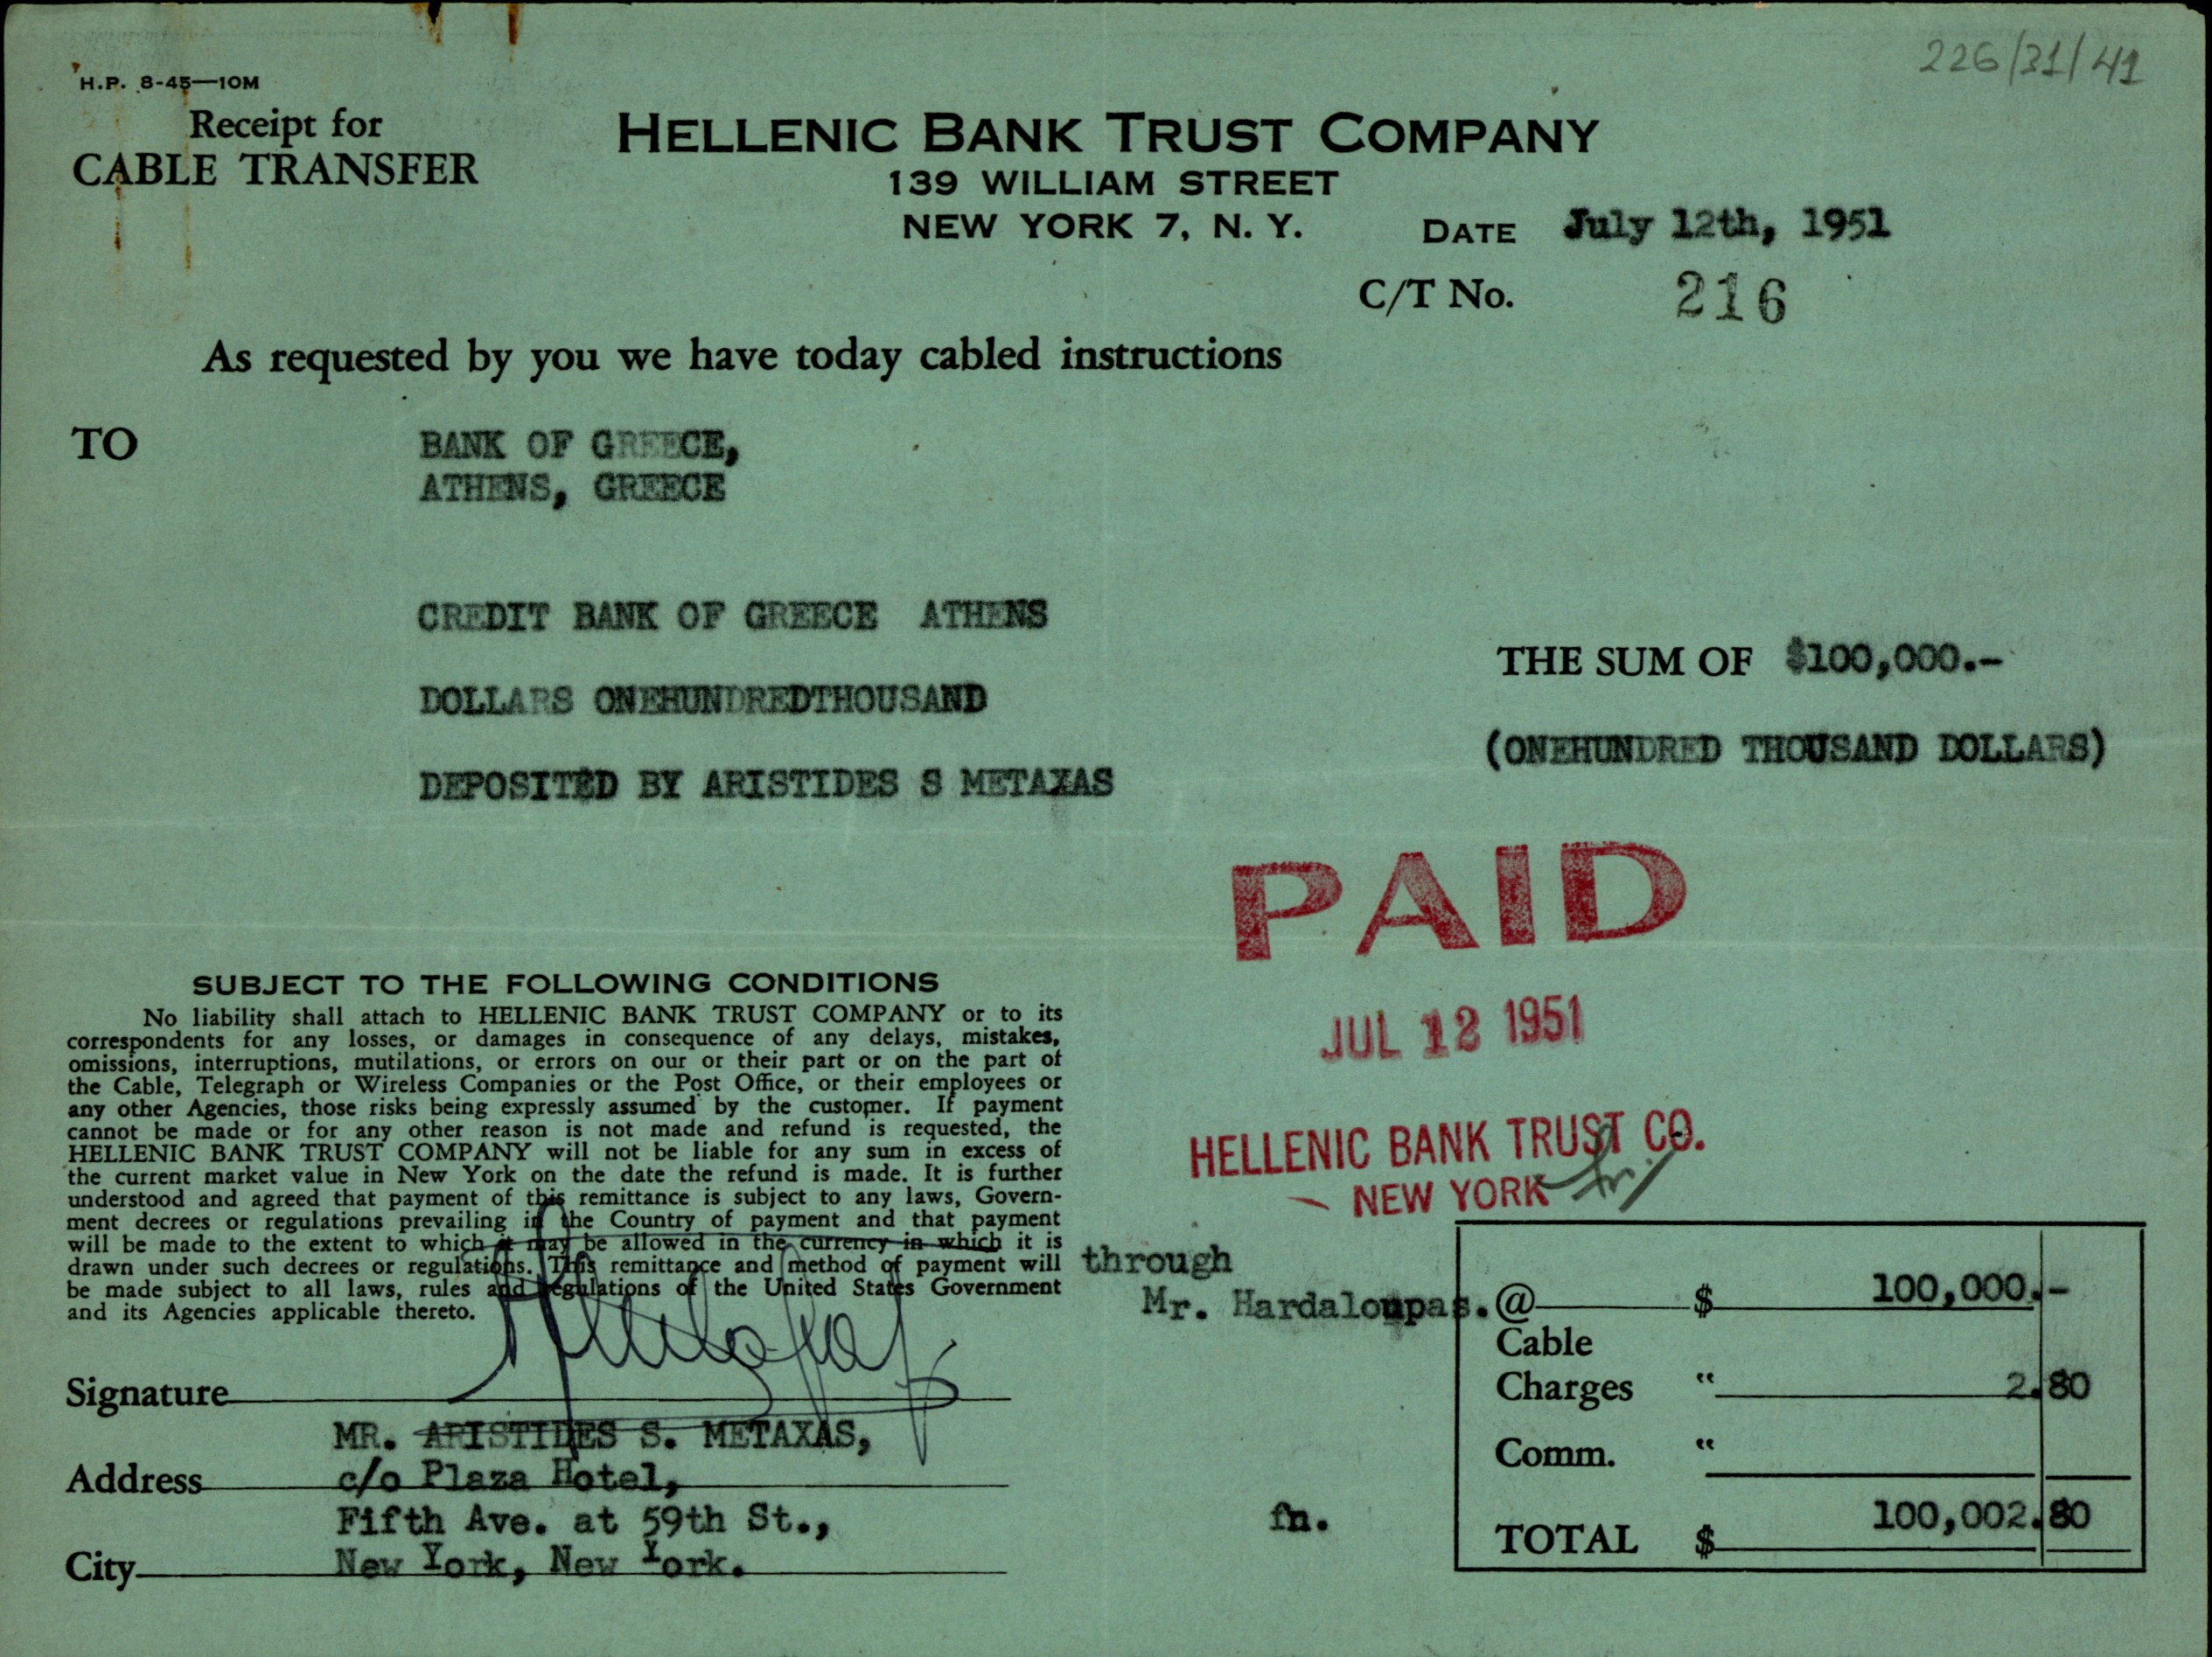 226/31/41
H.P. 8-45—10M
Receipt for
CABLE TRANSFER
HELLENIC BANK TRUST COMPANY
139 WILLIAM STREET
NEW YORK 7, N. Y.
DATE July 12th, 1951
C/T No. 216
As requested by you we have today cabled instructions
TO BANK OF GREECE,
ATHENS, GREECE
CREDIT BANK OF GREECE ATHENS
THE SUM OF $100,000.-
DOLLARS ONEHUNDREDTHOUSAND
(ONEHUNDRED THOUSAND DOLLARS)
DEPOSITED BY ARISTIDES S METAXAS
PAID
JUL 12 1951
HELLENIC BANK TRUST CO.
NEW YORK
SUBJECT TO THE FOLLOWING CONDITIONS
No liability shall attach to HELLENIC BANK TRUST COMPANY or to its
correspondents for any losses, or damages in consequence of any delays, mistakes,
omissions, interruptions, mutilations, or errors on our or their part or on the part of
the Cable, Telegraph or Wireless Companies or the Post Office, or their employees or
any other Agencies, those risks being expressly assumed by the customer. If payment
cannot be made or for any other reason is not made and refund is requested, the
HELLENIC BANK TRUST COMPANY will not be liable for any sum in excess of
the current market value in New York on the date the refund is made. It is further
understood and agreed that payment of this remittance is subject to any laws, Govern-
ment decrees or regulations prevailing in the Country of payment and that payment
will be made to the extent to which it may be allowed in the currency in which it is
drawn under such decrees or regulations. This remittance and method of payment will
be made subject to all laws, rules and regulations of the United States Government
and its Agencies applicable thereto.
through
Mr. Hardaloupas.
@ $ 100,000.-
Cable
Charges " 2.80
Comm. "
TOTAL $ 100,002.80
fn.
Signature
MR. ARISTIDES S. METAXAS,
Address c/o Plaza Hotel,
Fifth Ave. at 59th St.,
City New York, New York.